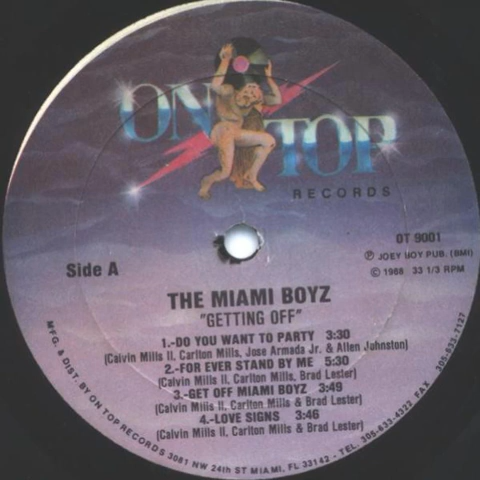 ON
TOP
RECORDS
OT 9001
Ⓟ JOEY BOY PUB. (BMI)
© 1988 33 1/3 RPM
Side A
THE MIAMI BOYZ
"GETTING OFF"
1.-DO YOU WANT TO PARTY 3:30
(Calvin Mills II, Carlton Mills, Jose Armada Jr. & Allen Johnston)
2.-FOR EVER STAND BY ME 5:30
(Calvin Mills II, Carlton Mills, Brad Lester)
3.-GET OFF MIAMI BOYZ 3:49
(Calvin Mills II, Carlton Mills & Brad Lester)
4.-LOVE SIGNS 3:46
(Calvin Mills II, Carlton Mills & Brad Lester)
MFG. & DIST. BY ON TOP RECORDS 3081 NW 24th ST MIAMI, FL 33142 - TEL. 305-633-4323 FAX 305-633-7127